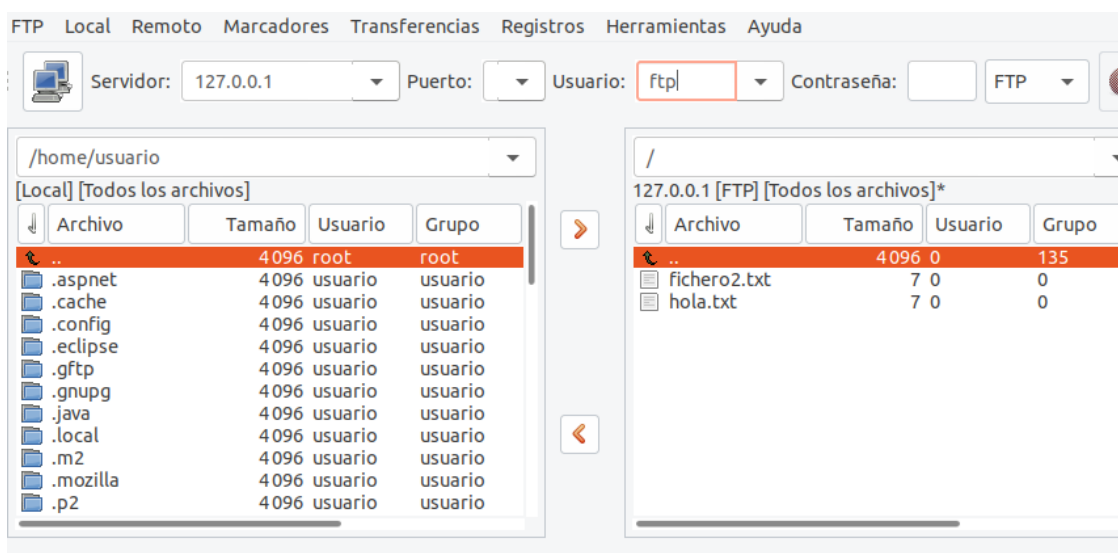 FTP Local Remoto Marcadores Transferencias Registros Herramientas Ayuda
Servidor: 127.0.0.1 Puerto: Usuario: ftp Contraseña: FTP
/home/usuario
[Local] [Todos los archivos]
Archivo Tamaño Usuario Grupo
.. 4096 root root
.aspnet 4096 usuario usuario
.cache 4096 usuario usuario
.config 4096 usuario usuario
.eclipse 4096 usuario usuario
.gftp 4096 usuario usuario
.gnupg 4096 usuario usuario
.java 4096 usuario usuario
.local 4096 usuario usuario
.m2 4096 usuario usuario
.mozilla 4096 usuario usuario
.p2 4096 usuario usuario
/
127.0.0.1 [FTP] [Todos los archivos]*
Archivo Tamaño Usuario Grupo
.. 4096 0 135
fichero2.txt 7 0 0
hola.txt 7 0 0